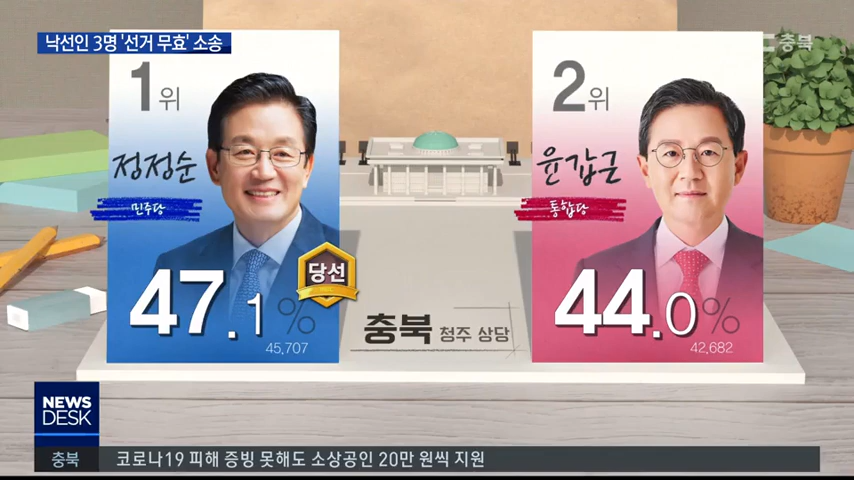 낙선인 3명 '선거 무효' 소송
충북
1위
정정순
민주당
당선
47.1%
45,707
2위
윤갑근
통합당
44.0%
42,682
충북 청주 상당
NEWS
DESK
충북
코로나19 피해 증빙 못해도 소상공인 20만 원씩 지원